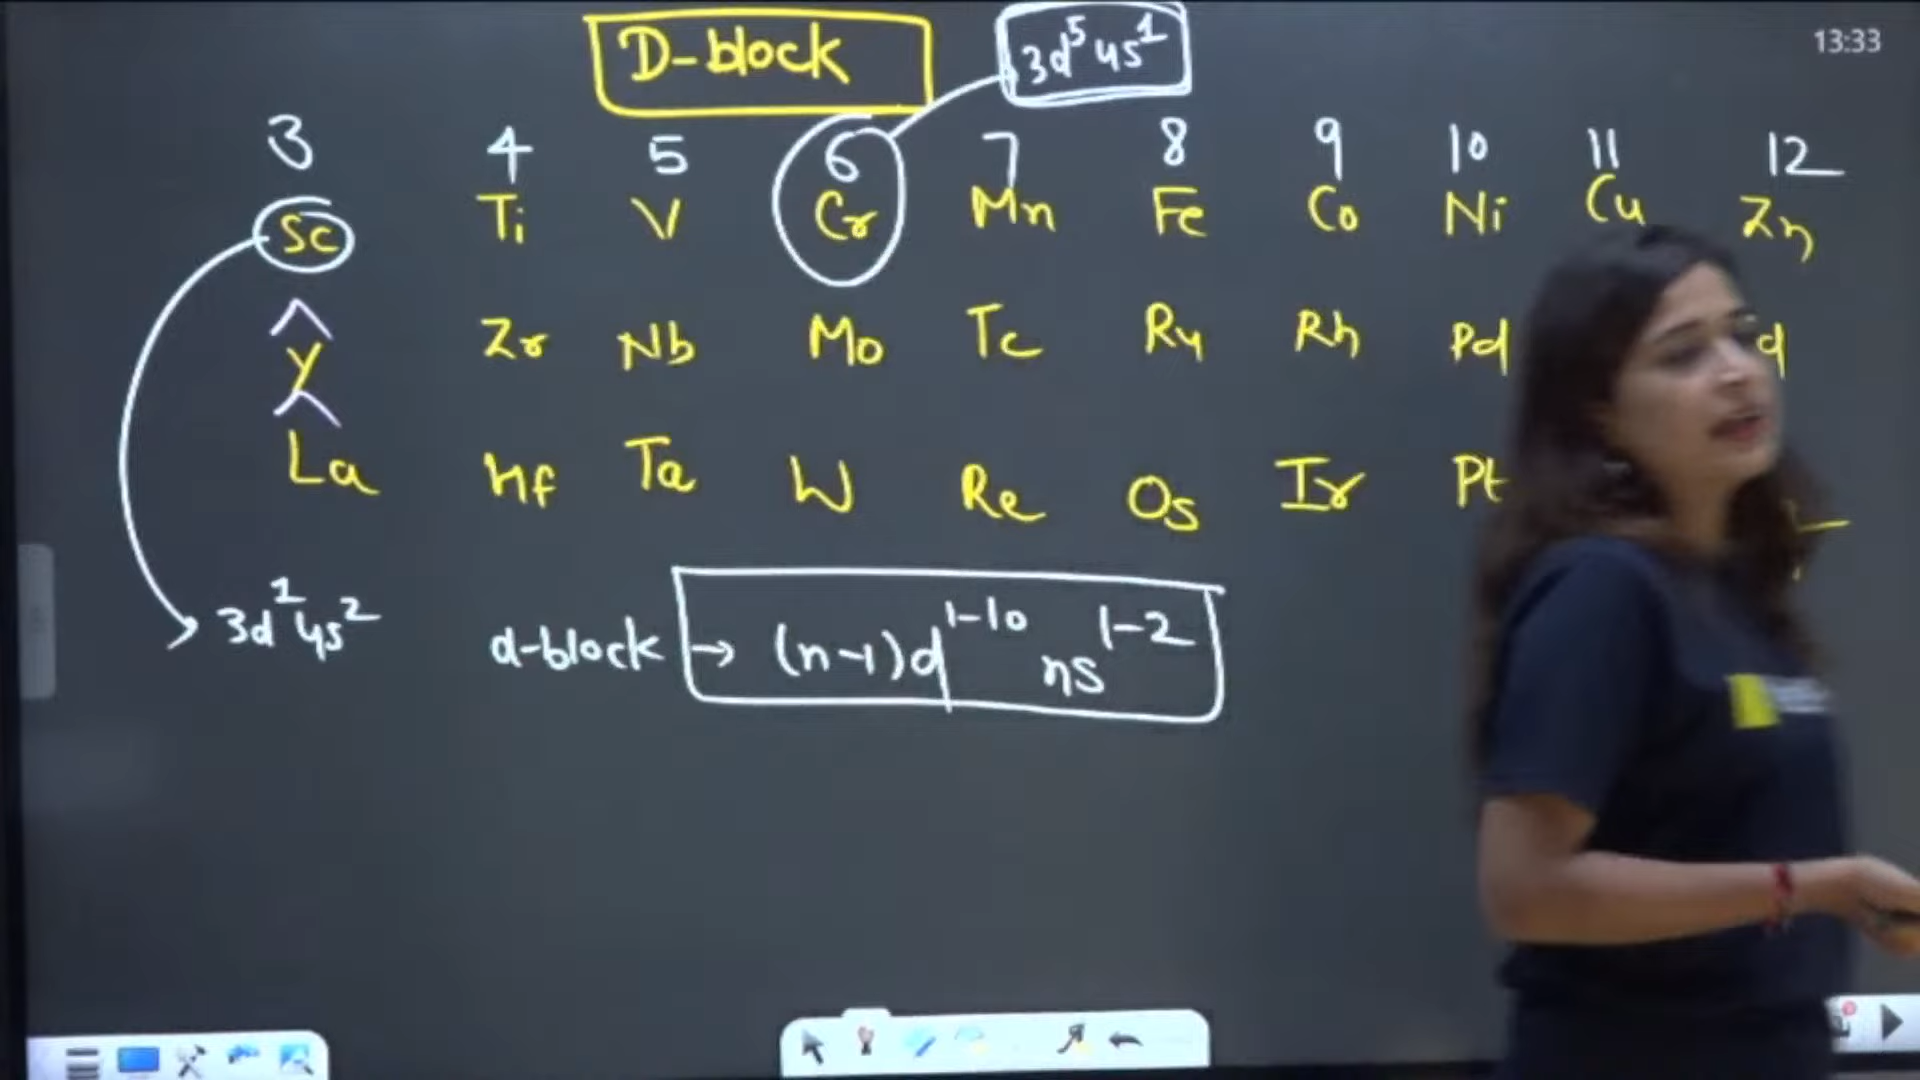 D-block 3d⁵ 4s¹
13:33
3 4 5 6 7 8 9 10 11 12
Sc Ti V Cr Mn Fe Co Ni Cu Zn
Y Zr Nb Mo Tc Ru Rh Pd d
La Hf Ta W Re Os Ir Pt
3d¹ 4s² d-block → (n-1)d¹⁻¹⁰ ns¹⁻²